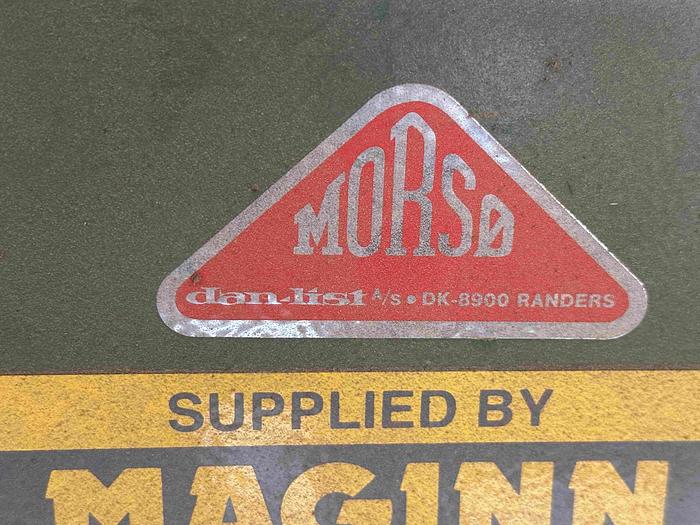 MORSØ
dan-list A/S • DK-8900 RANDERS
SUPPLIED BY
MAGINN